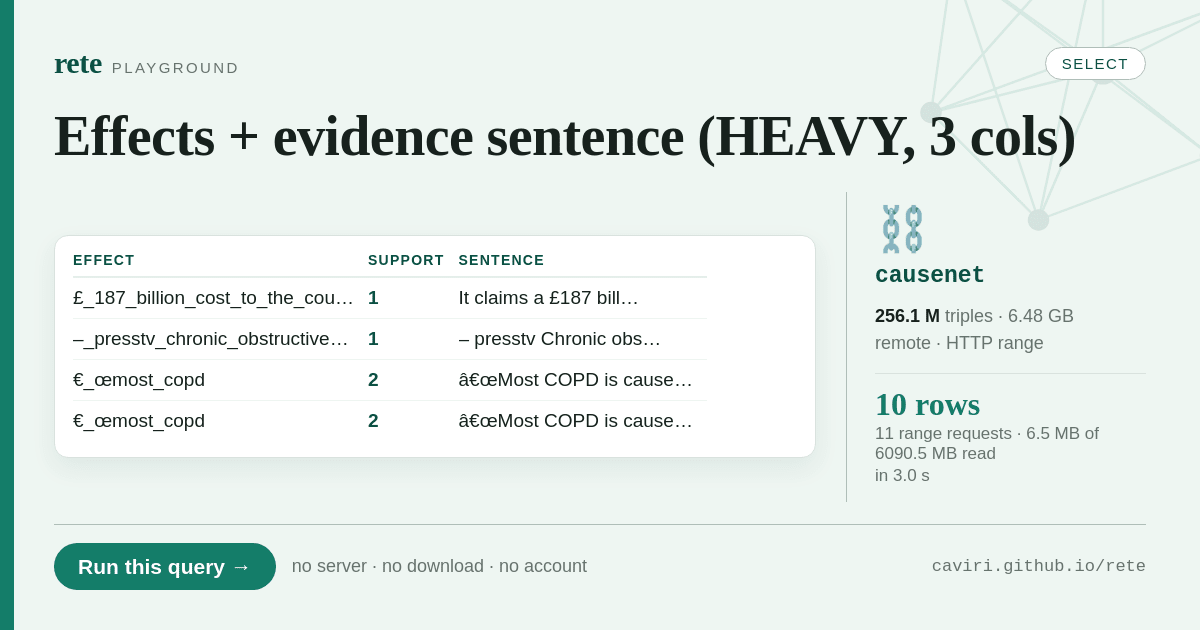 rete PLAYGROUND
SELECT
Effects + evidence sentence (HEAVY, 3 cols)
EFFECT SUPPORT SENTENCE
£_187_billion_cost_to_the_cou… 1 It claims a £187 bill…
–_presstv_chronic_obstructive… 1 – presstv Chronic obs…
€_œmost_copd 2 â€œMost COPD is cause…
€_œmost_copd 2 â€œMost COPD is cause…
causenet
256.1 M triples · 6.48 GB
remote · HTTP range
10 rows
11 range requests · 6.5 MB of
6090.5 MB read
in 3.0 s
Run this query →
no server · no download · no account
caviri.github.io/rete